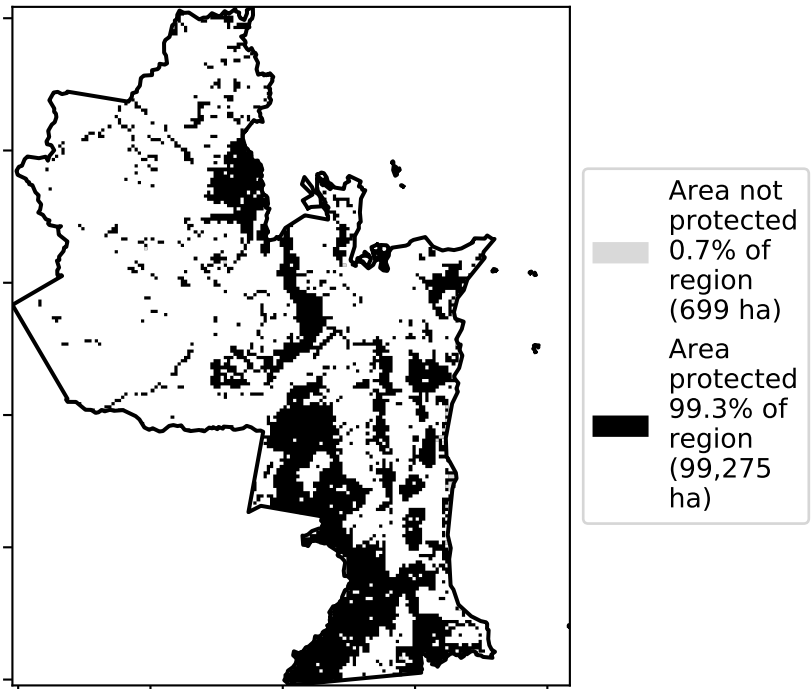 Area not
protected
0.7% of
region
(699 ha)
Area
protected
99.3% of
region
(99,275
ha)